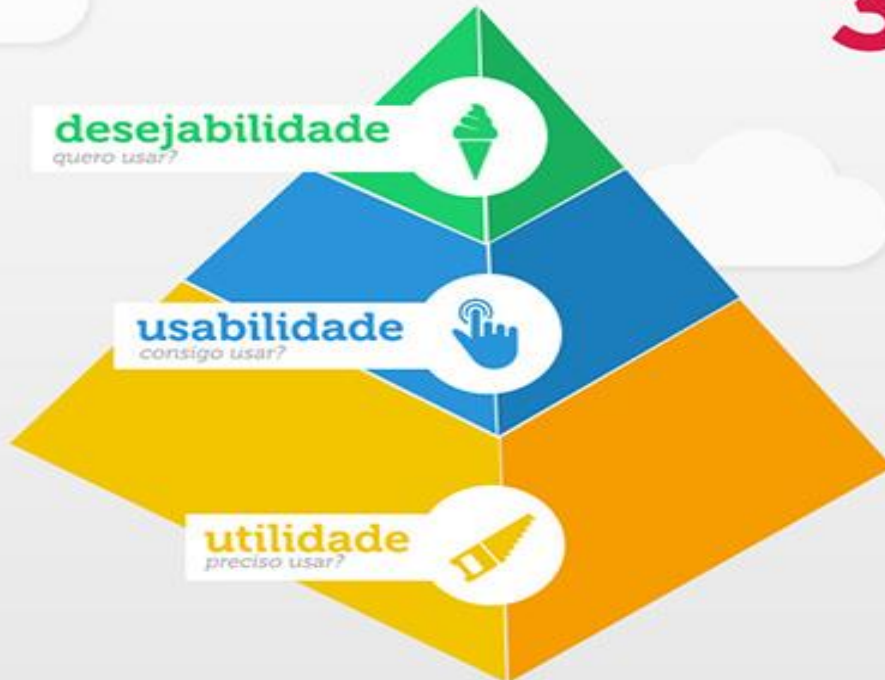 desejabilidade
quero usar?
usabilidade
consigo usar?
utilidade
preciso usar?